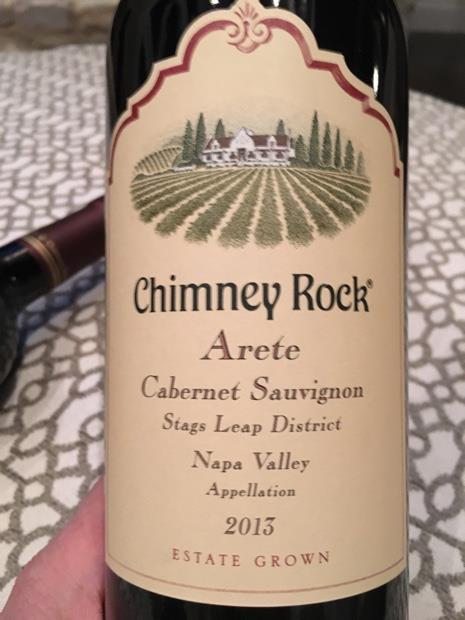 Chimney Rock®
Arete
Cabernet Sauvignon
Stags Leap District
Napa Valley
Appellation
2013
ESTATE GROWN